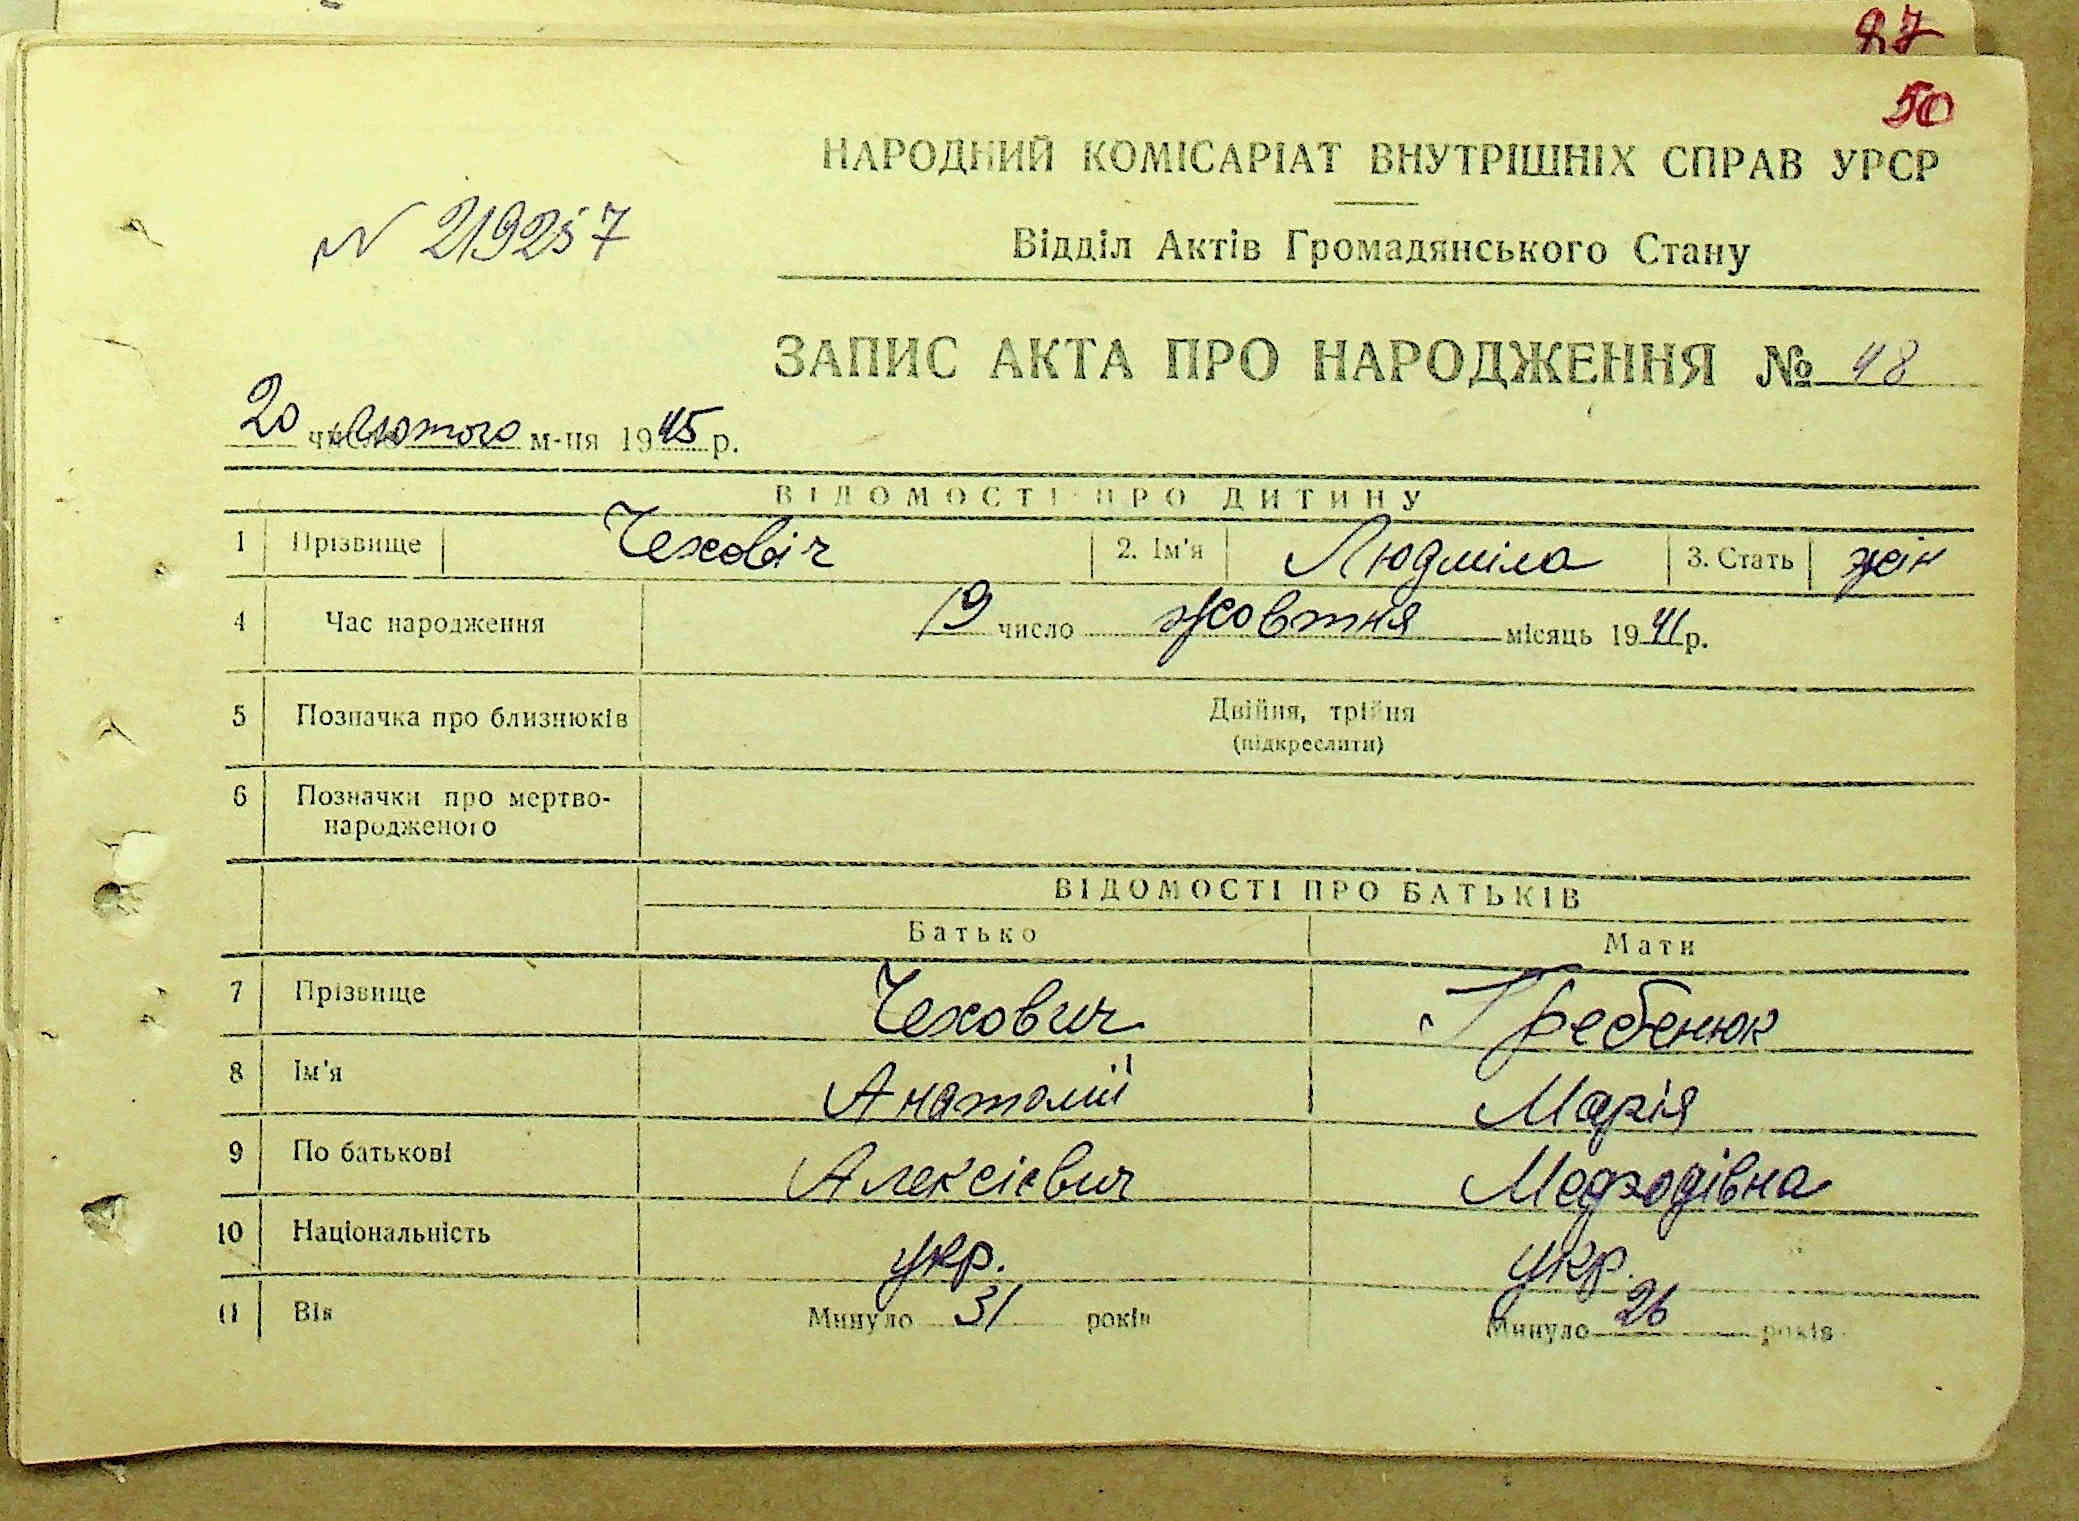 87
50
НАРОДНИЙ КОМІСАРІАТ ВНУТРІШНІХ СПРАВ УРСР
N 219257
Відділ Актів Громадянського Стану
ЗАПИС АКТА ПРО НАРОДЖЕННЯ № 48
20 число лютого м-ця 1945 р.
ВІДОМОСТІ ПРО ДИТИНУ
1 Прізвище Чеховіч 2. Ім'я Людміла 3. Стать жін
4 Час народження 19 число жовтня місяць 1941 р.
5 Позначка про близнюків Двійня, трійня
(підкреслити)
6 Позначки про мертво-
народженого
ВІДОМОСТІ ПРО БАТЬКІВ
Батько Мати
7 Прізвище Чехович Гребенюк
8 Ім'я Анатолій Марія
9 По батькові Алексієвич Мефодівна
10 Національність укр. укр.
11 Вік Минуло 31 років Минуло 26 років